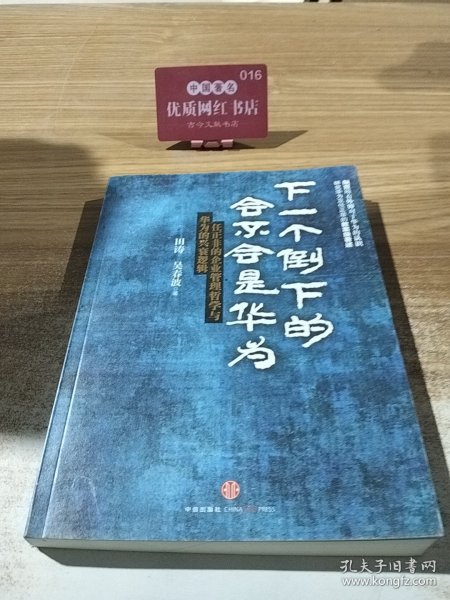 016
中国著名
优质网红书店
古今文献书店
下一个倒下的
会不会是华为
任正非的企业管理哲学与
华为的兴衰逻辑
田涛 吴春波 著
中信出版社 CHINA CITIC PRESS
孔夫子旧书网
www.kongfz.com